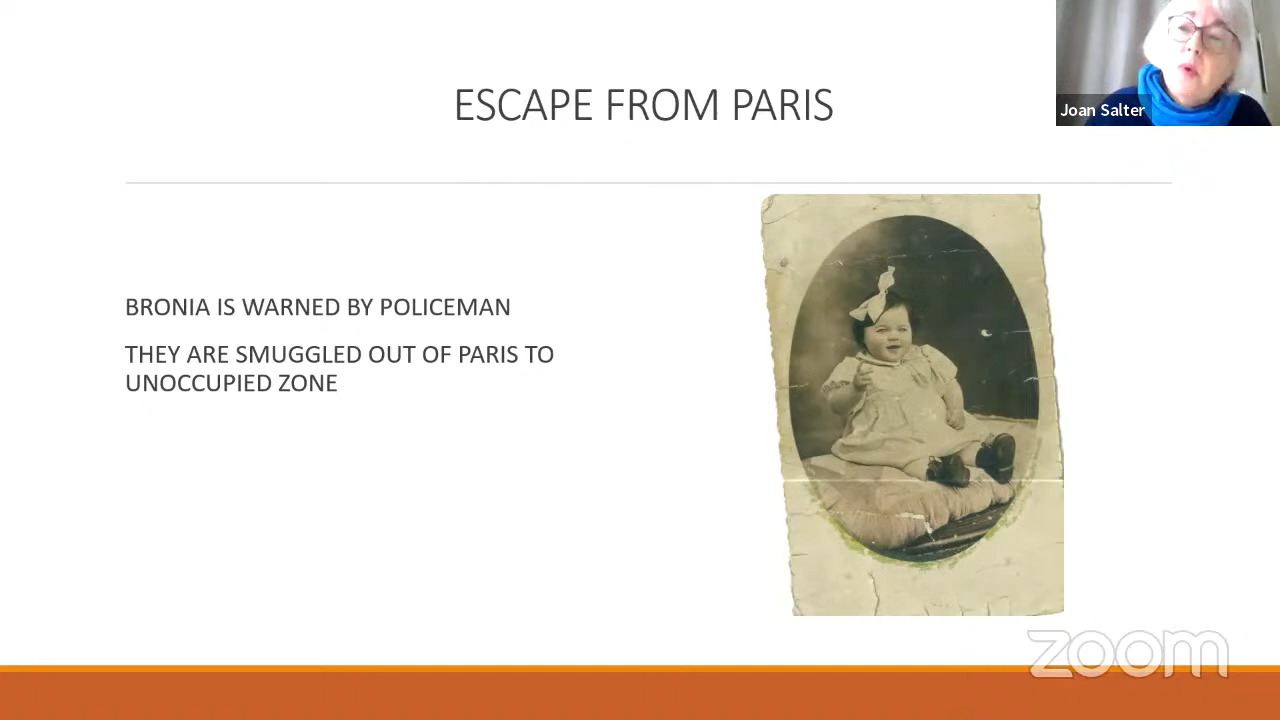 ESCAPE FROM PARIS
Joan Salter
BRONIA IS WARNED BY POLICEMAN
THEY ARE SMUGGLED OUT OF PARIS TO
UNOCCUPIED ZONE
zoom